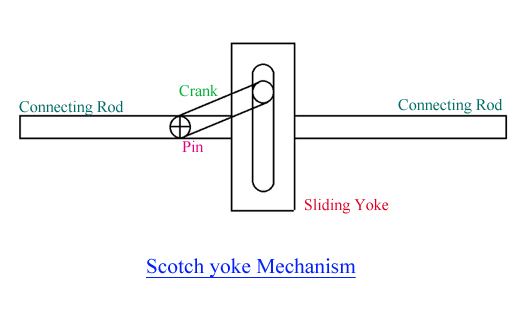 Crank
Connecting Rod
Connecting Rod
Pin
Sliding Yoke
Scotch yoke Mechanism